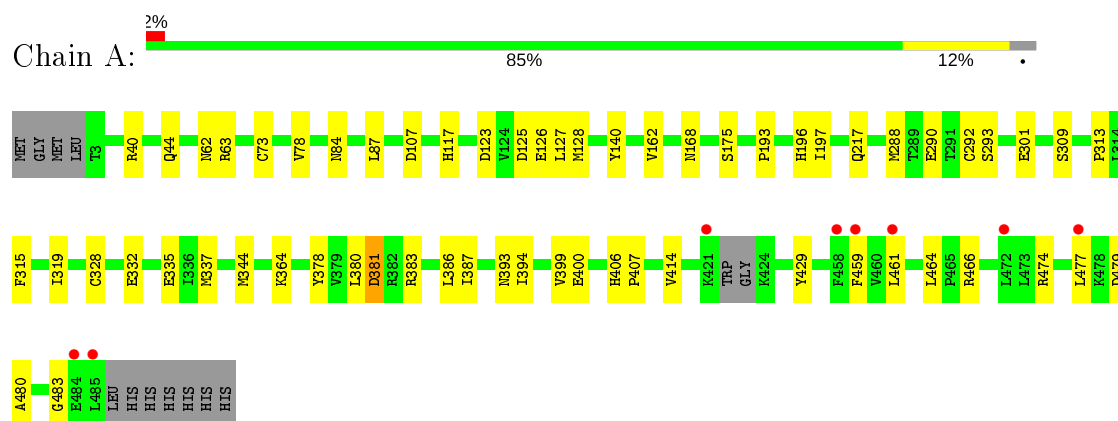 2%
Chain A:
85% 12% •
MET GLY MET LEU T3 R40 Q44 N62 R63 C73 V78 N84 L87 D107 H117 D123 V124 D125 E126 L127 M128 Y140 V162 N168 S175 P193 H196 I197 Q217 M288 T289 E290 T291 C292 S293 E301 S309 P313 L314
F315 I319 C328 E332 E335 I336 M337 M344 K364 Y378 V379 L380 D381 R382 R383 L386 I387 N393 I394 V399 E400 H406 P407 V414 K421 TRP GLY K424 Y429 F458 F459 V460 L461 L464 P465 R466 L472 L473 R474 L477 K478 D479
A480 G483 E484 L485 LEU HIS HIS HIS HIS HIS HIS